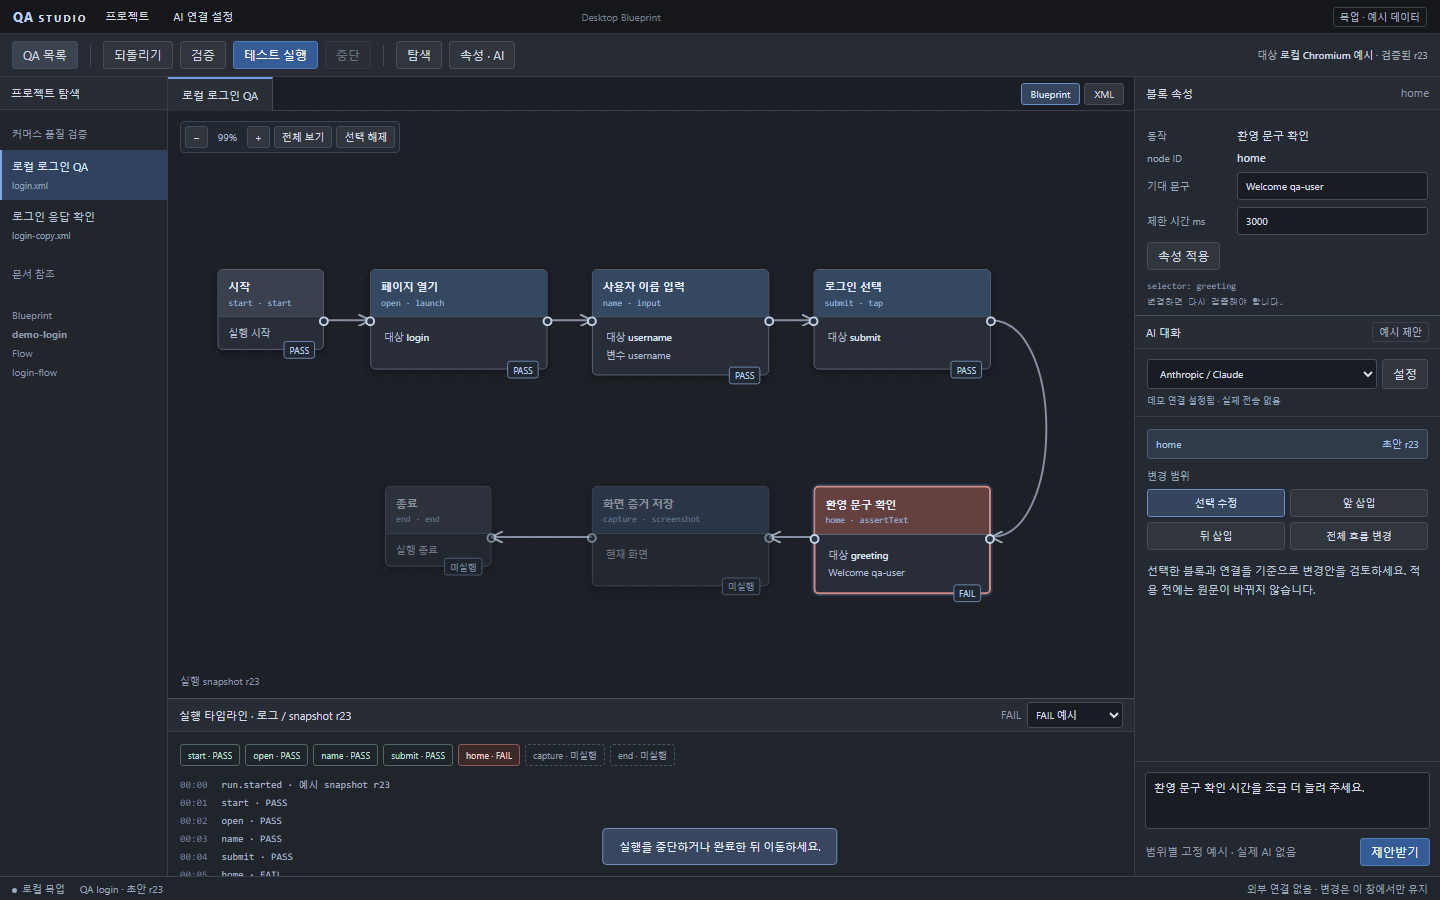 QA STUDIO 프로젝트 AI 연결 설정 Desktop Blueprint 목업 · 예시 데이터
QA 목록 되돌리기 검증 테스트 실행 중단 탐색 속성 · AI 대상 로컬 Chromium 예시 · 검증된 r23
프로젝트 탐색
커머스 품질 검증
로컬 로그인 QA
login.xml
로그인 응답 확인
login-copy.xml
문서 참조
Blueprint
demo-login
Flow
login-flow
로컬 로그인 QA Blueprint XML
− 99% + 전체 보기 선택 해제
시작
start · start
실행 시작
PASS
페이지 열기
open · launch
대상 login
PASS
사용자 이름 입력
name · input
대상 username
변수 username
PASS
로그인 선택
submit · tap
대상 submit
PASS
종료
end · end
실행 종료
미실행
화면 증거 저장
capture · screenshot
현재 화면
미실행
환영 문구 확인
home · assertText
대상 greeting
Welcome qa-user
FAIL
실행 snapshot r23
실행 타임라인 · 로그 / snapshot r23 FAIL FAIL 예시
start · PASS open · PASS name · PASS submit · PASS home · FAIL capture · 미실행 end · 미실행
00:00 run.started · 예시 snapshot r23
00:01 start · PASS
00:02 open · PASS
00:03 name · PASS
00:04 submit · PASS
00:05 home · FAIL
실행을 중단하거나 완료한 뒤 이동하세요.
블록 속성 home
동작 환영 문구 확인
node ID home
기대 문구 Welcome qa-user
제한 시간 ms 3000
속성 적용
selector: greeting
변경하면 다시 검증해야 합니다.
AI 대화 예시 제안
Anthropic / Claude 설정
데모 연결 설정됨 · 실제 전송 없음
home 초안 r23
변경 범위
선택 수정 앞 삽입
뒤 삽입 전체 흐름 변경
선택한 블록과 연결을 기준으로 변경안을 검토하세요. 적
용 전에는 원문이 바뀌지 않습니다.
환영 문구 확인 시간을 조금 더 늘려 주세요.
범위별 고정 예시 · 실제 AI 없음 제안받기
로컬 목업 QA login · 초안 r23 외부 연결 없음 · 변경은 이 창에서만 유지